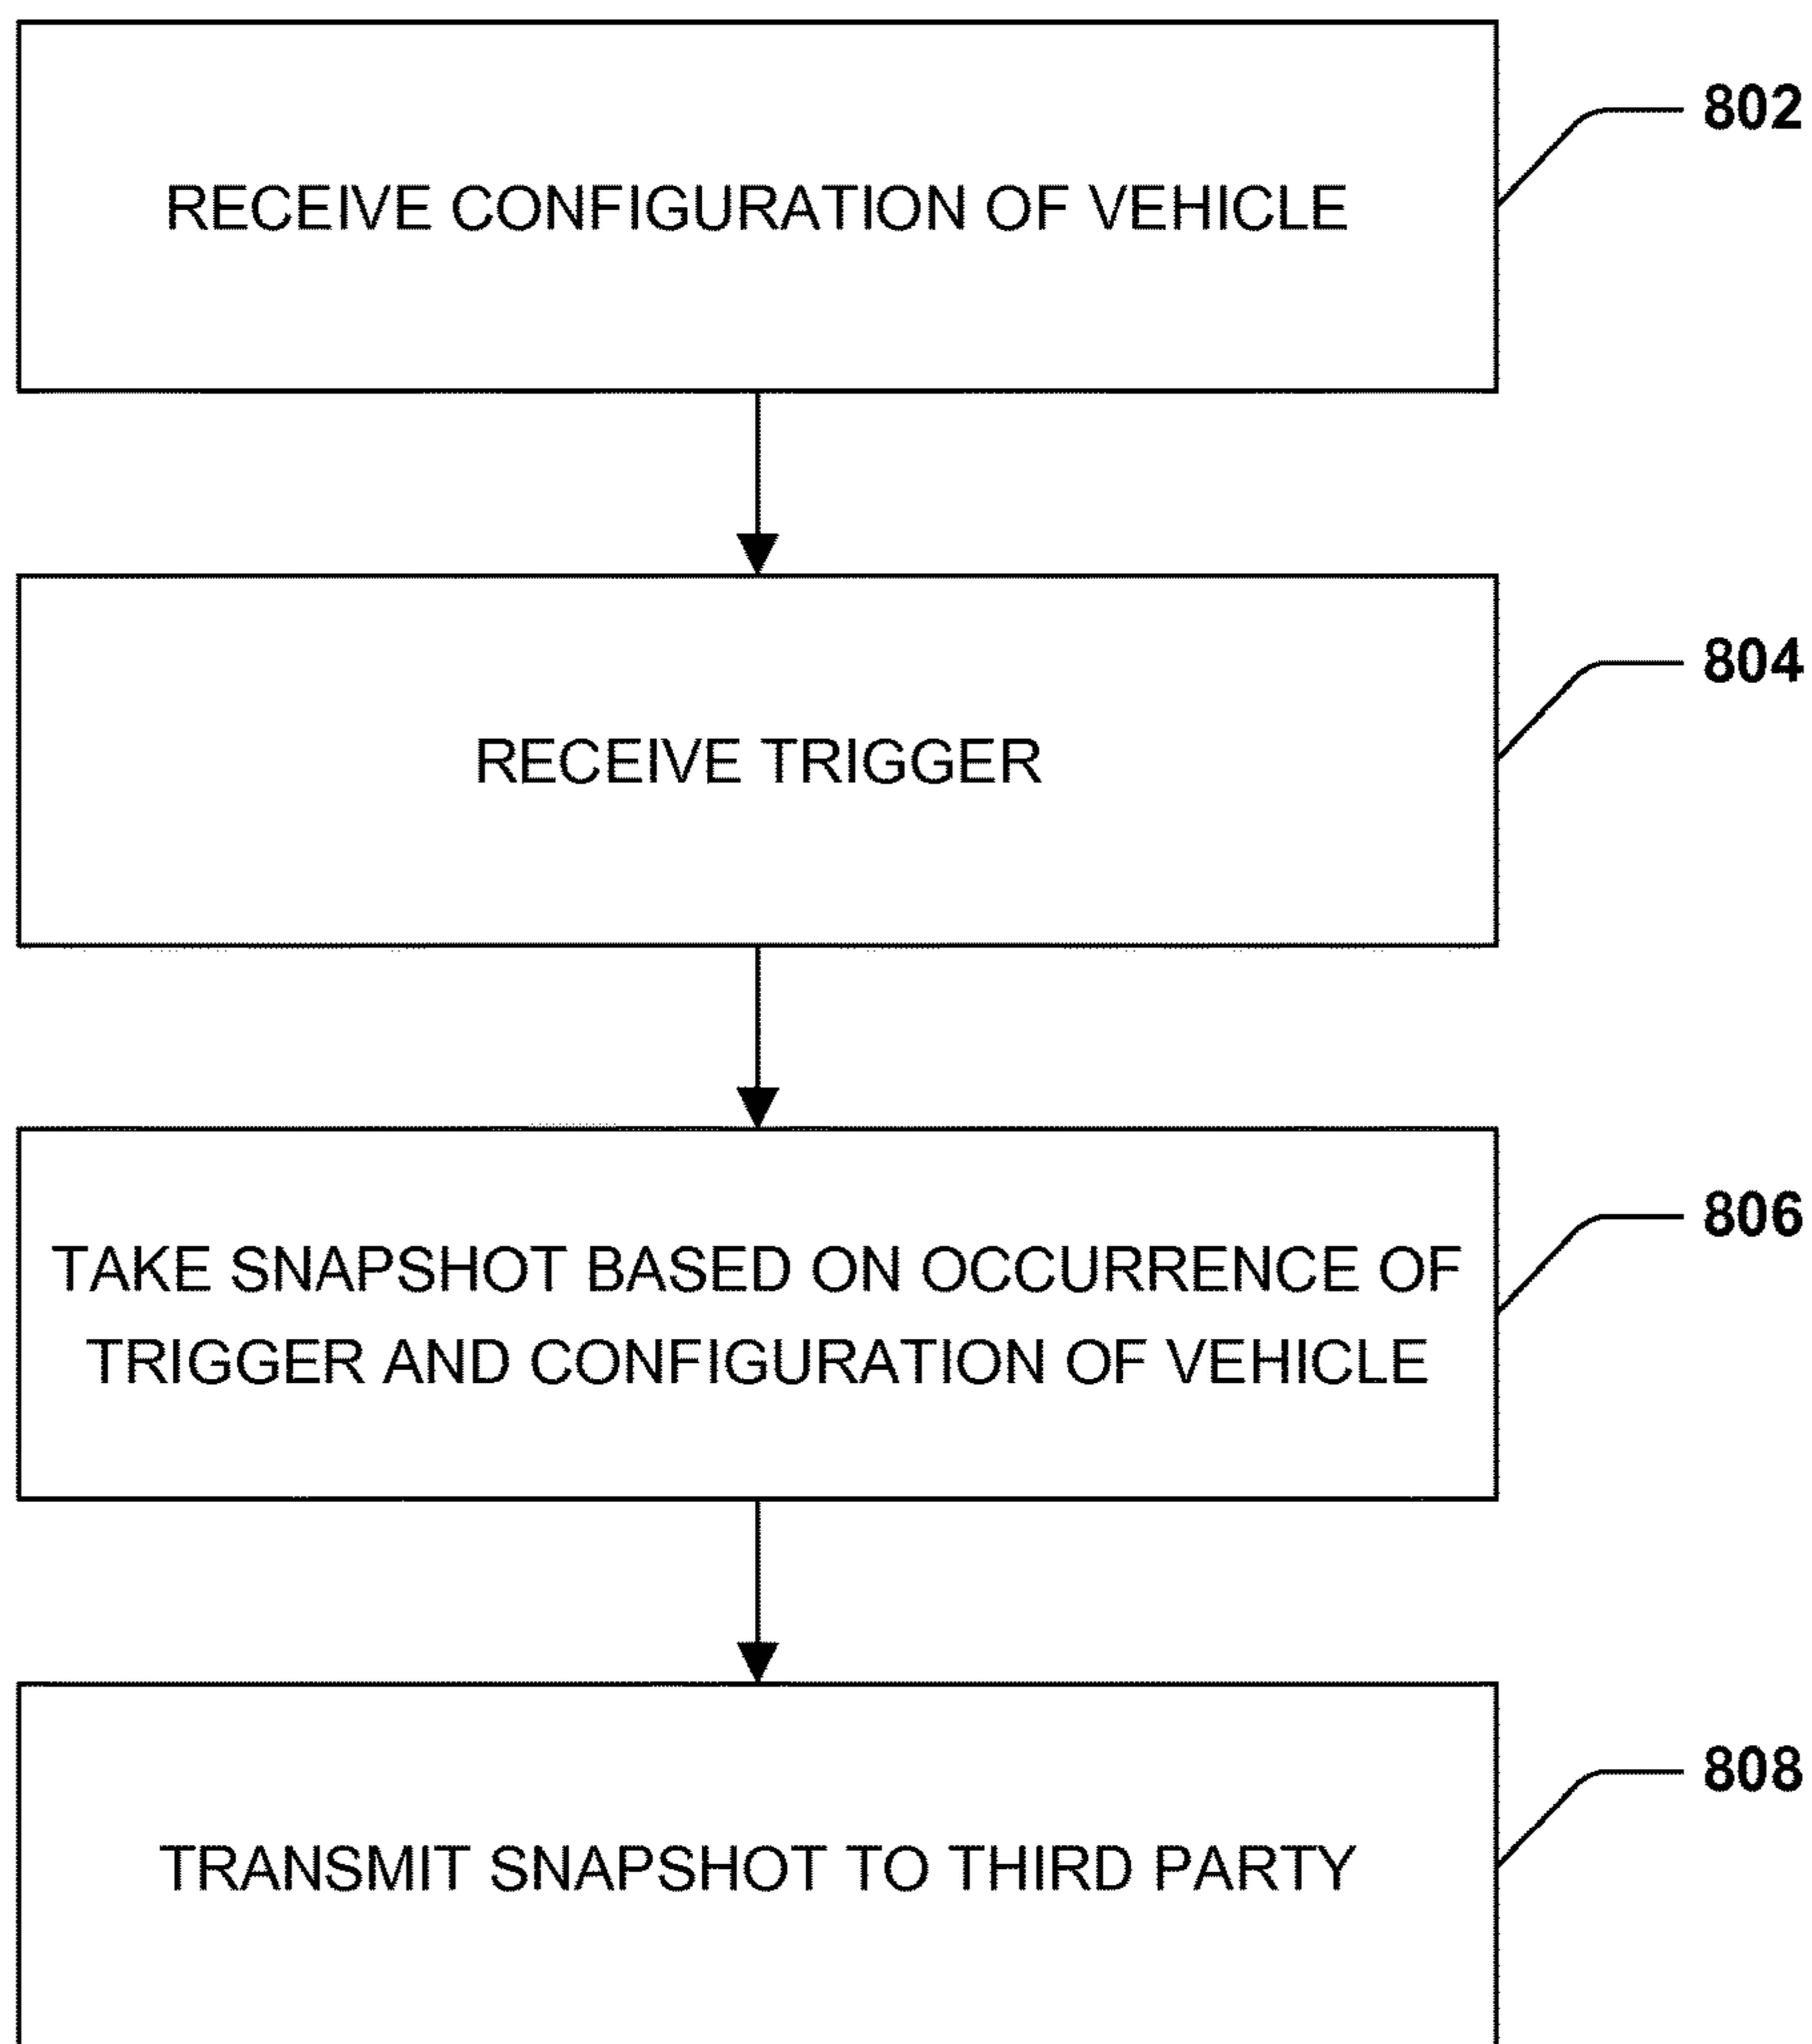 RECEIVE CONFIGURATION OF VEHICLE
802
RECEIVE TRIGGER
804
TAKE SNAPSHOT BASED ON OCCURRENCE OF
TRIGGER AND CONFIGURATION OF VEHICLE
806
TRANSMIT SNAPSHOT TO THIRD PARTY
808